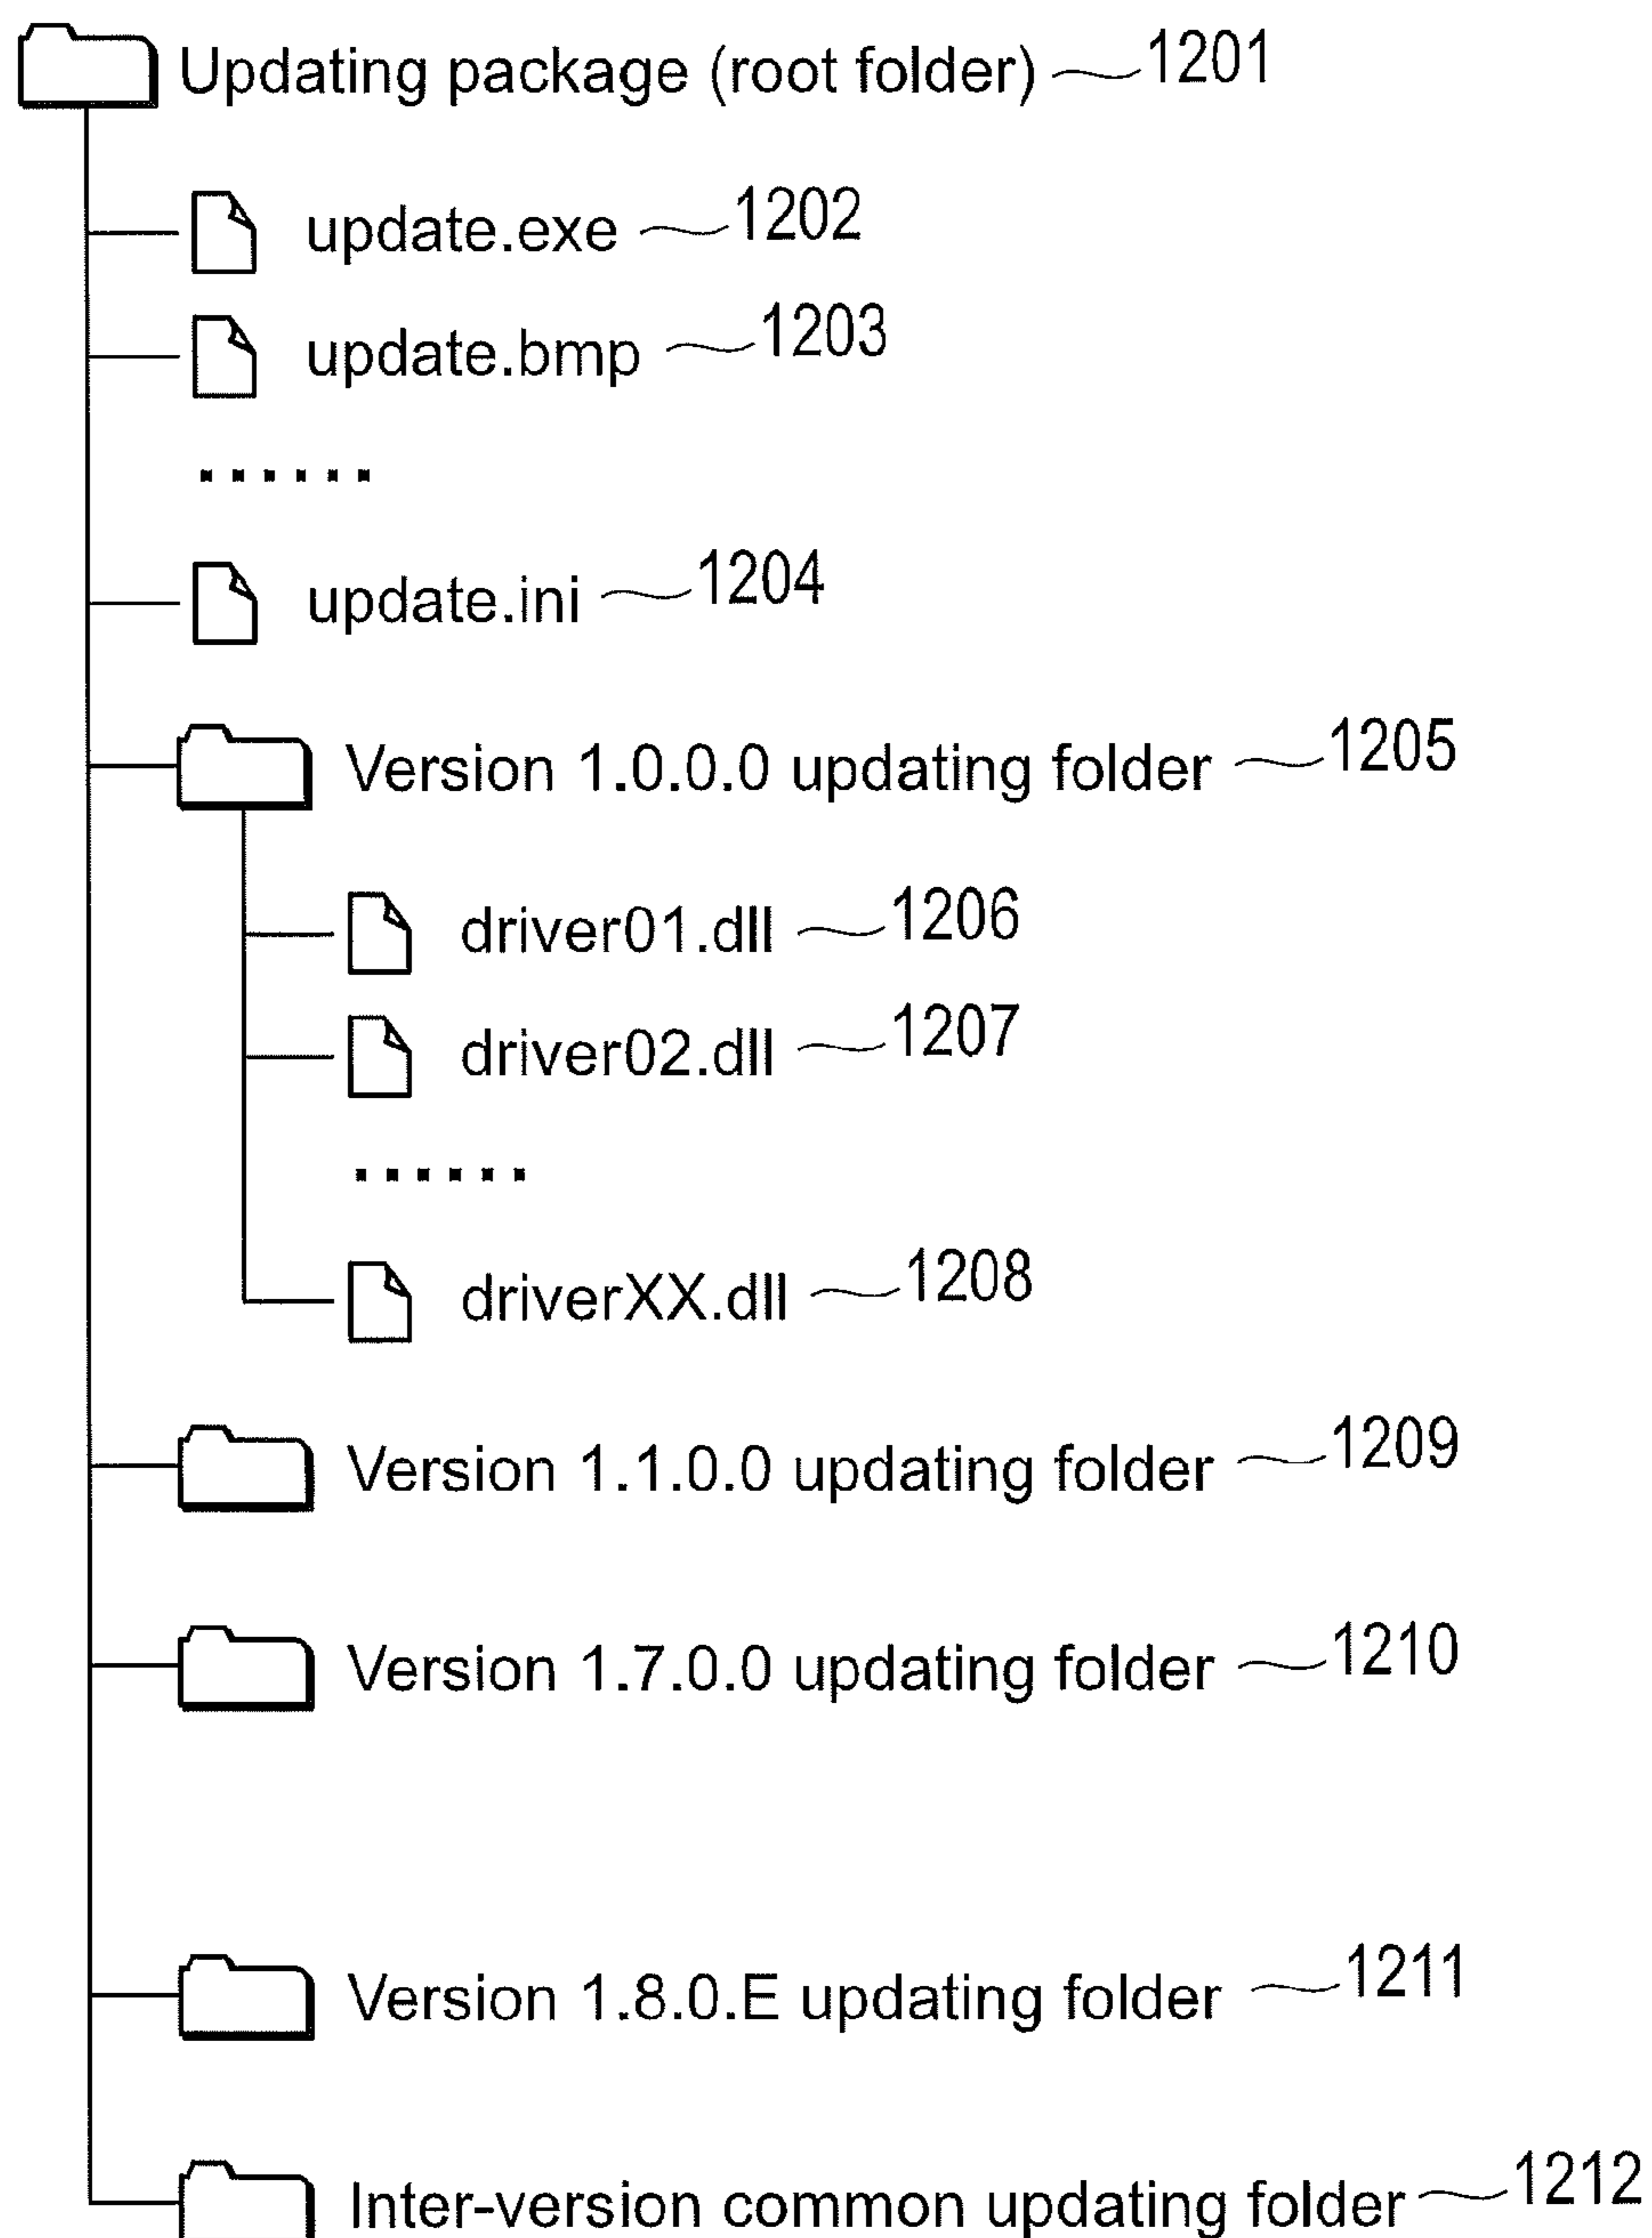 Updating package (root folder) 1201
update.exe 1202
update.bmp 1203
......
update.ini 1204
Version 1.0.0.0 updating folder 1205
driver01.dll 1206
driver02.dll 1207
......
driverXX.dll 1208
Version 1.1.0.0 updating folder 1209
Version 1.7.0.0 updating folder 1210
Version 1.8.0.E updating folder 1211
Inter-version common updating folder 1212